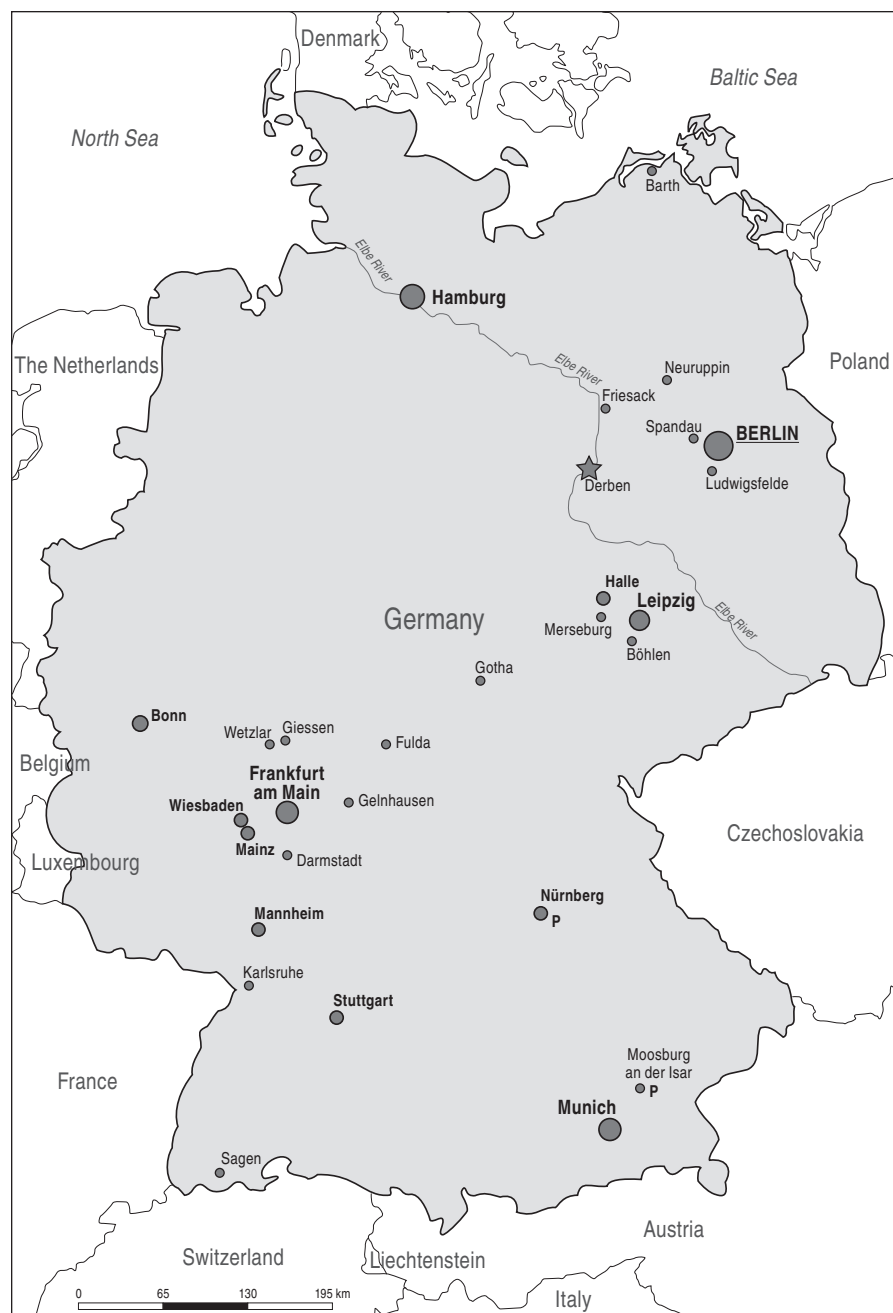 Denmark
Baltic Sea
North Sea
Barth
Elbe River
Hamburg
The Netherlands
Elbe River
Neuruppin
Poland
Friesack
Spandau
BERLIN
Derben
Ludwigsfelde
Halle
Leipzig
Germany
Merseburg
Elbe River
Böhlen
Gotha
Bonn
Wetzlar
Giessen
Fulda
Belgium
Frankfurt
am Main
Gelnhausen
Wiesbaden
Czechoslovakia
Mainz
Luxembourg
Darmstadt
Nürnberg
P
Mannheim
Karlsruhe
Stuttgart
Moosburg
an der Isar
P
France
Munich
Sagen
Austria
Switzerland
Liechtenstein
Italy
0 65 130 195 km